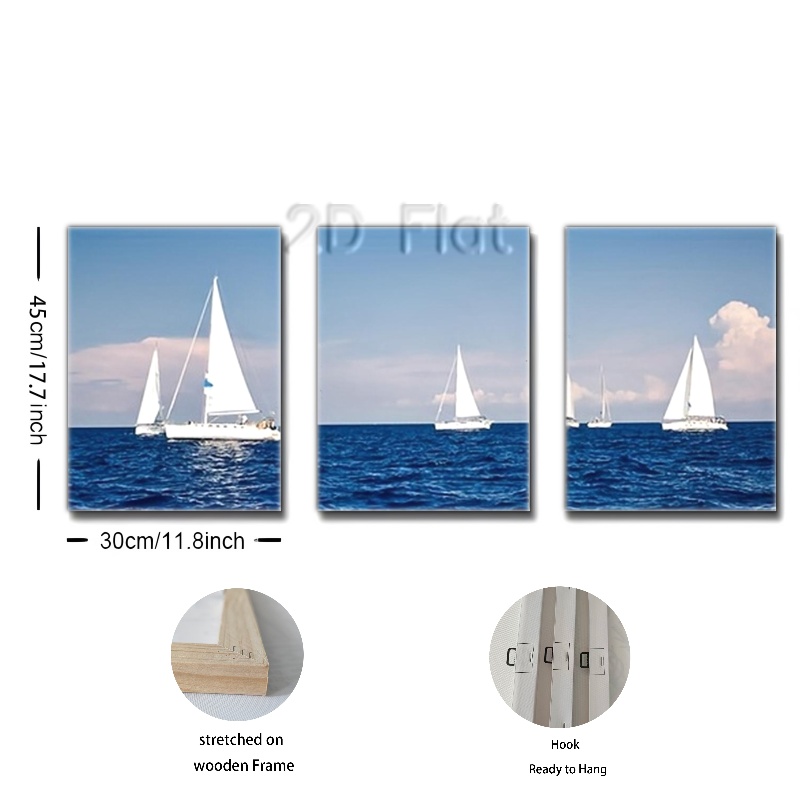 2D Flat
45cm/17.7inch
30cm/11.8inch
stretched on
wooden Frame
Hook
Ready to Hang